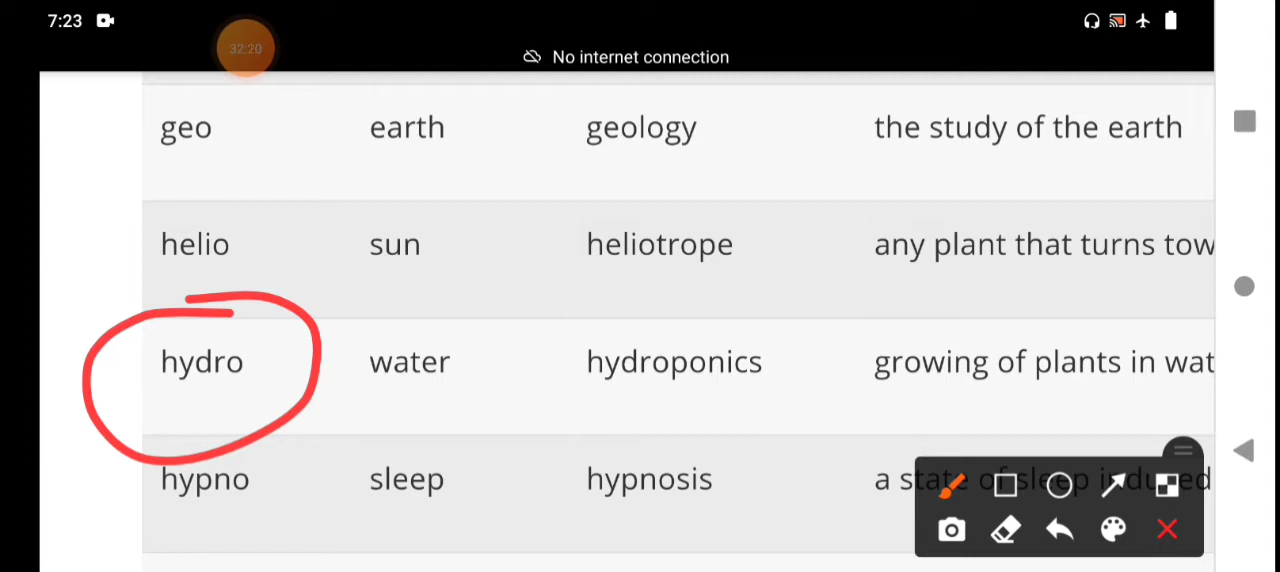 7:23
32:20
No internet connection
geo earth geology the study of the earth
helio sun heliotrope any plant that turns tow
hydro water hydroponics growing of plants in wat
hypno sleep hypnosis a state of sleep induced